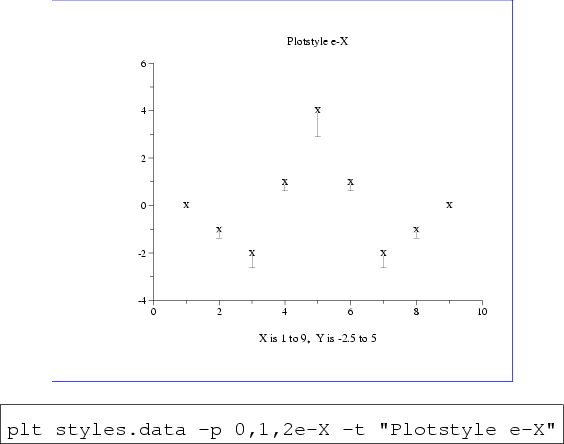 Plotstyle e-X
6
4
2
0
-2
-4
x x x x x x x x x
0 2 4 6 8 10
X is 1 to 9, Y is -2.5 to 5
plt styles.data -p 0,1,2e-X -t "Plotstyle e-X"